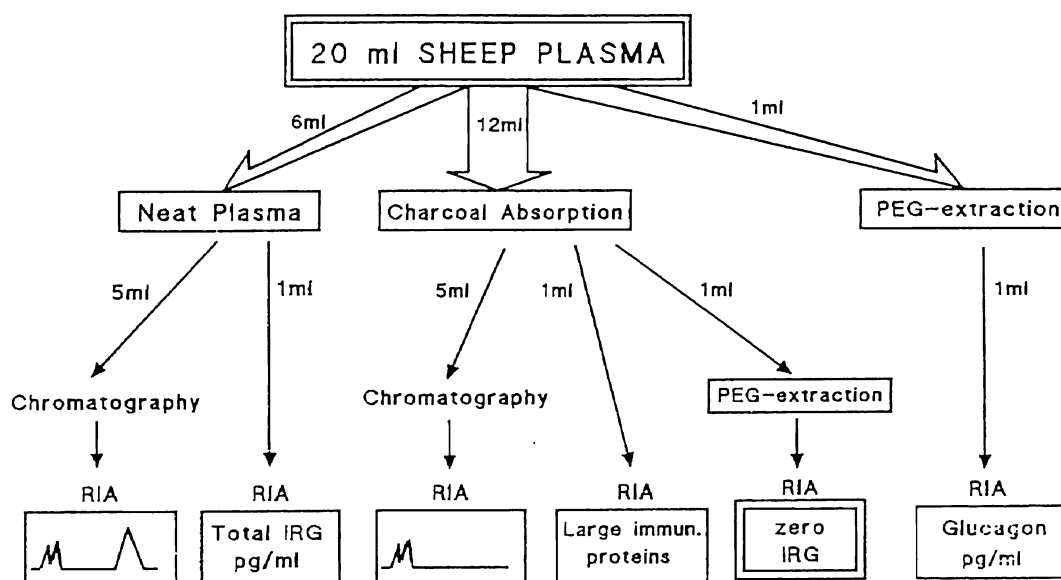 20 ml SHEEP PLASMA
6ml
12ml
1ml
Neat Plasma
Charcoal Absorption
PEG-extraction
5ml
1ml
5ml
1ml
1ml
1ml
Chromatography
Chromatography
PEG-extraction
RIA
RIA
RIA
RIA
RIA
RIA
Total IRG
pg/ml
Large immun.
proteins
zero
IRG
Glucagon
pg/ml